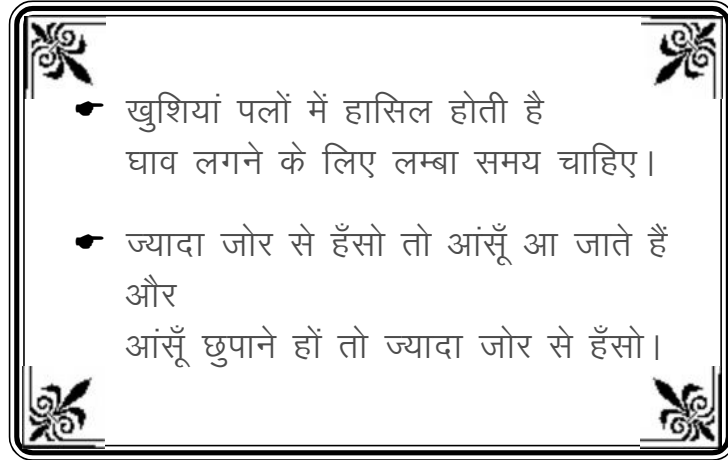 ☛ खुशियां पलों में हासिल होती है
घाव लगने के लिए लम्बा समय चाहिए।
☛ ज्यादा जोर से हँसो तो आंसूँ आ जाते हैं
और
आंसूँ छुपाने हों तो ज्यादा जोर से हँसो।